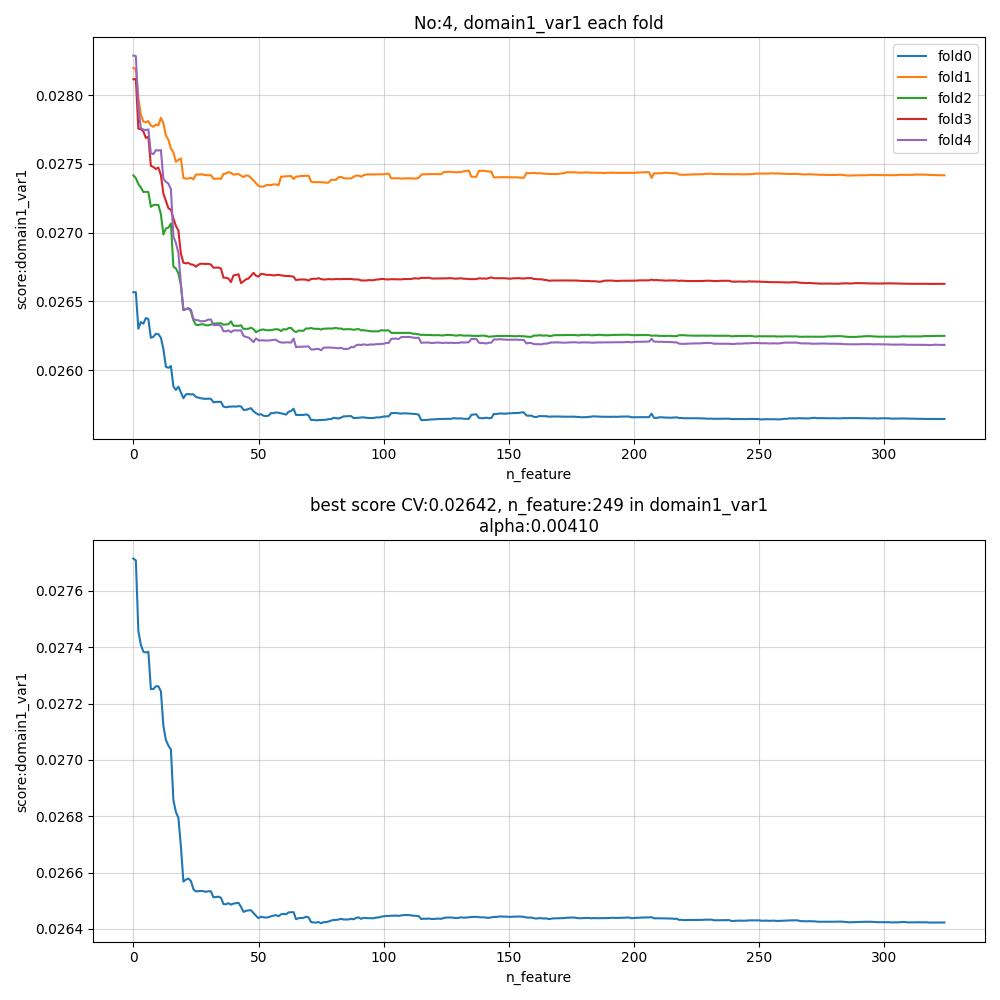 No:4, domain1_var1 each fold
fold0
fold1
fold2
fold3
fold4
score:domain1_var1
0.0280
0.0275
0.0270
0.0265
0.0260
0 50 100 150 200 250 300
n_feature
best score CV:0.02642, n_feature:249 in domain1_var1
alpha:0.00410
score:domain1_var1
0.0276
0.0274
0.0272
0.0270
0.0268
0.0266
0.0264
0 50 100 150 200 250 300
n_feature